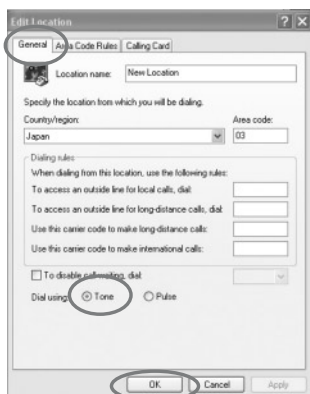 Edit Location
General Area Code Rules Calling Card
Location name: New Location
Specify the location from which you will be dialing.
Country/region: Area code:
Japan 03
Dialing rules
When dialing from this location, use the following rules:
To access an outside line for local calls, dial:
To access an outside line for long-distance calls, dial:
Use this carrier code to make long-distance calls:
Use this carrier code to make international calls:
To disable call waiting, dial:
Dial using: Tone Pulse
OK Cancel Apply